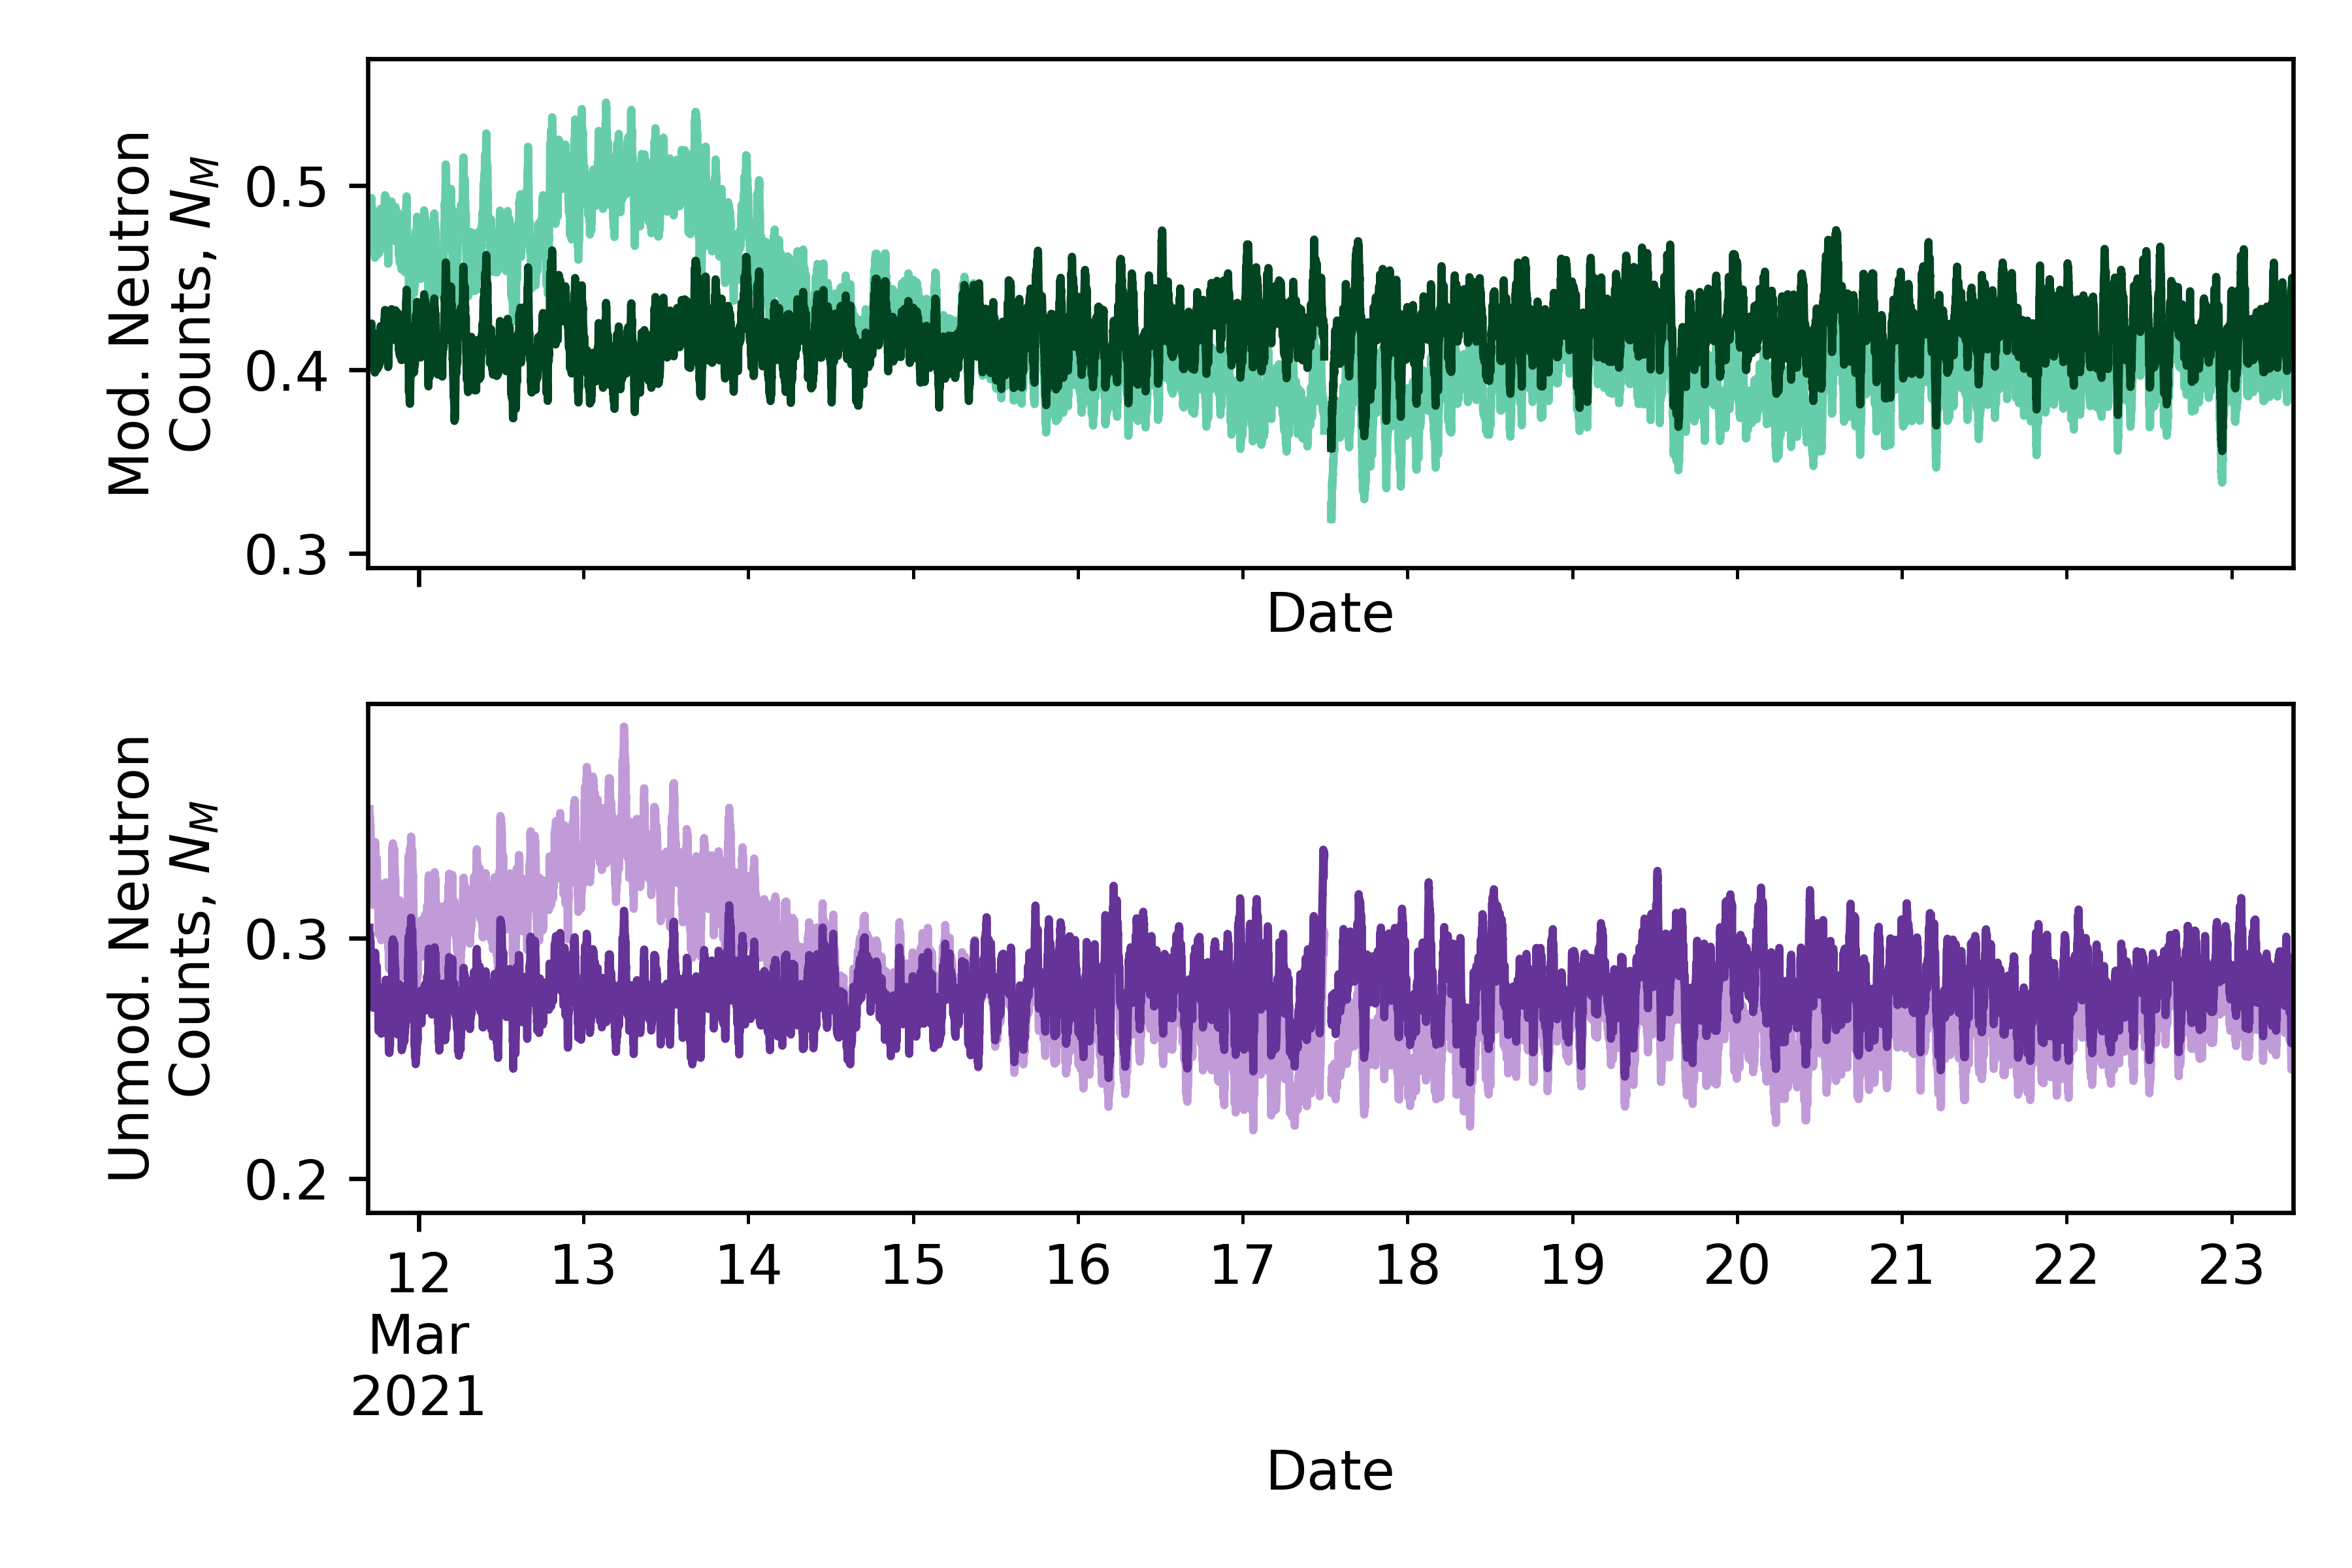 Mod. Neutron
Counts, N_M
0.5
0.4
0.3
Date
Unmod. Neutron
Counts, N_M
0.3
0.2
12 13 14 15 16 17 18 19 20 21 22 23
Mar
2021
Date